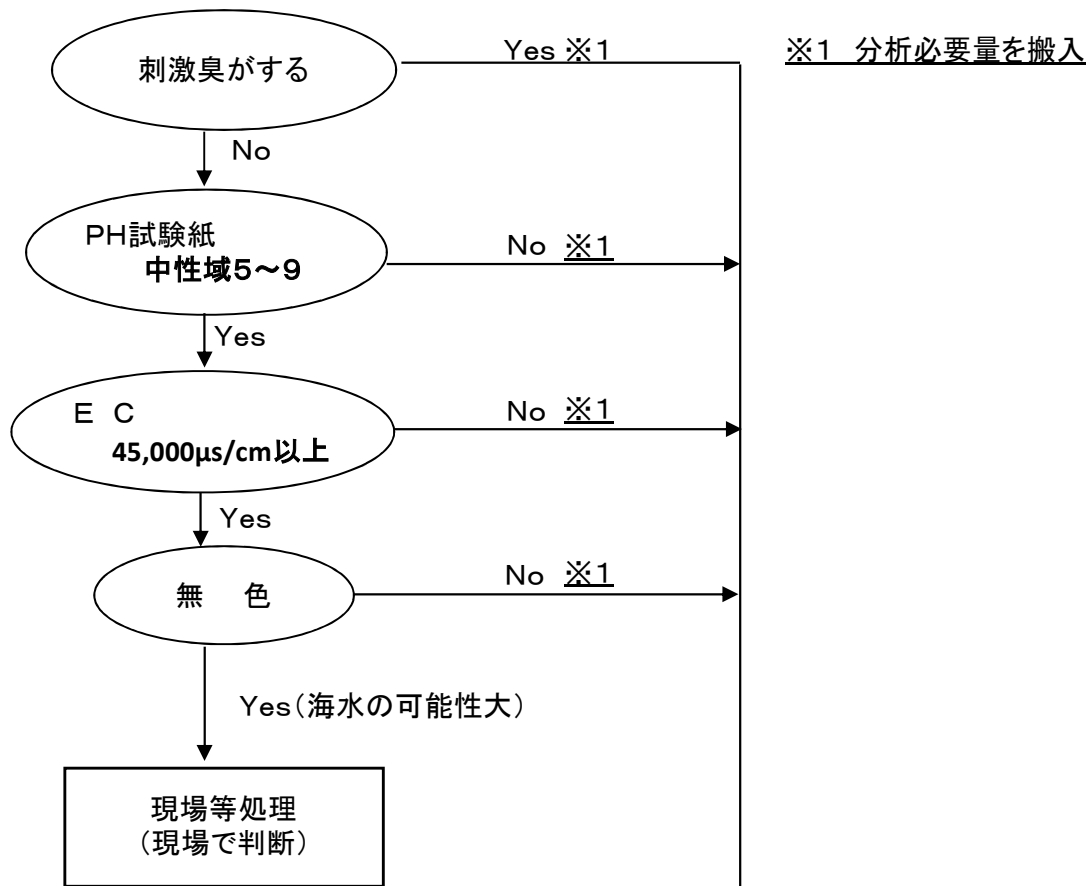 刺激臭がする
Yes ※1
※1 分析必要量を搬入
No
PH試験紙
中性域5～9
No ※1
Yes
E C
45,000μs/cm以上
No ※1
Yes
無 色
No ※1
Yes(海水の可能性大)
現場等処理
(現場で判断)